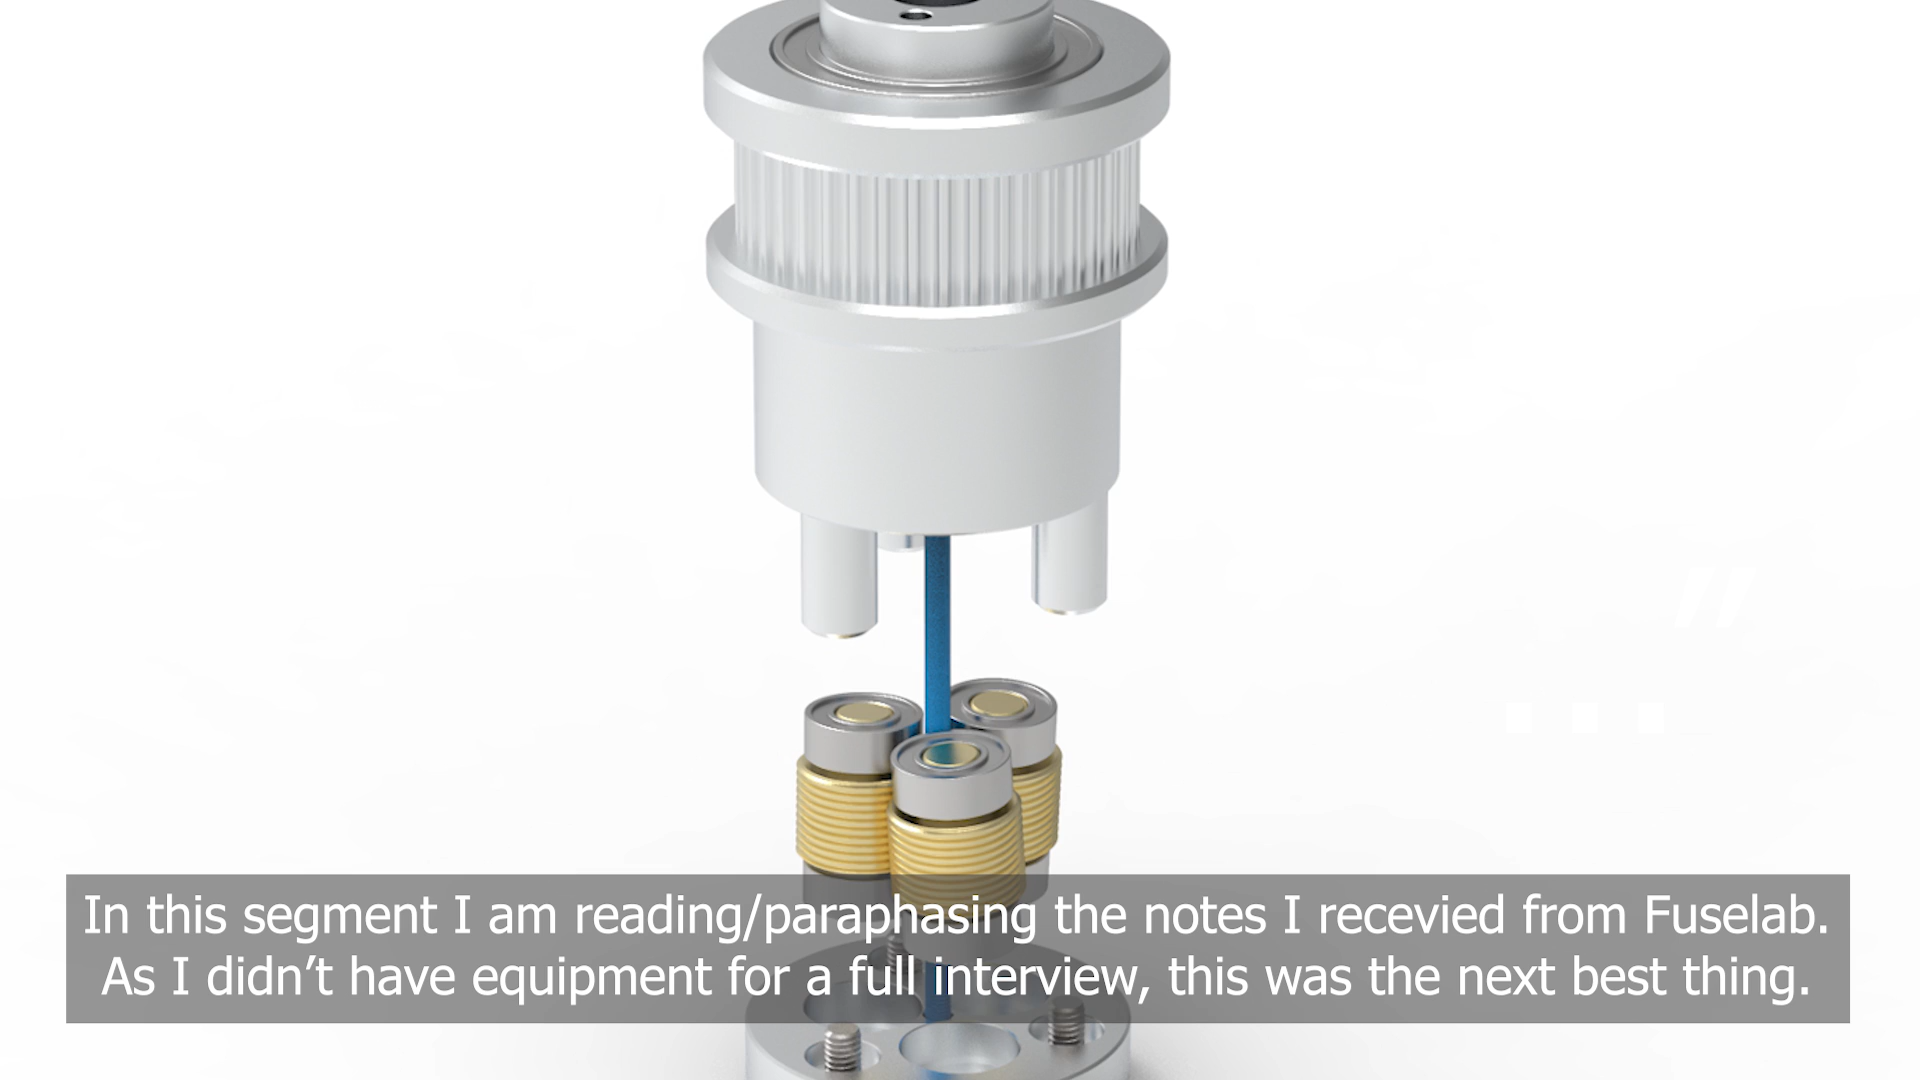 In this segment I am reading/paraphasing the notes I recevied from Fuselab.
As I didn’t have equipment for a full interview, this was the next best thing.